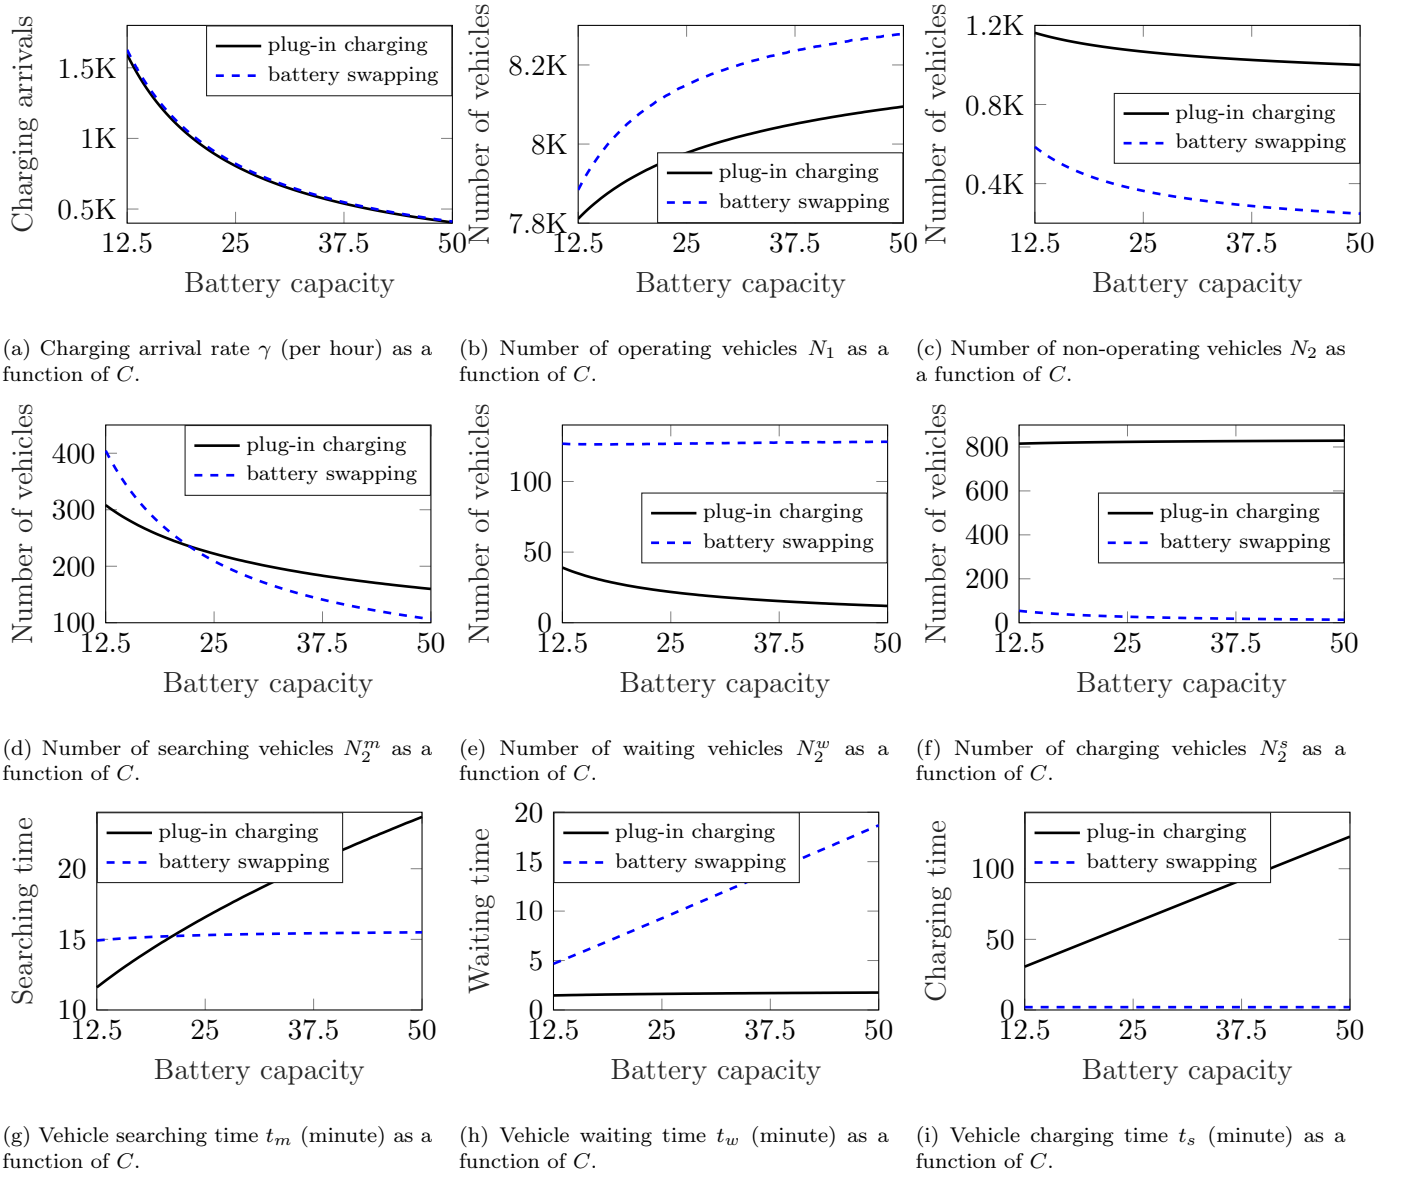 Charging arrivals
1.5K
1K
0.5K
12.5 25 37.5 50
Battery capacity
plug-in charging
battery swapping
(a) Charging arrival rate γ (per hour) as a
function of C.
Number of vehicles
8.2K
8K
7.8K
12.5 25 37.5 50
Battery capacity
plug-in charging
battery swapping
(b) Number of operating vehicles N₁ as a
function of C.
Number of vehicles
1.2K
0.8K
0.4K
12.5 25 37.5 50
Battery capacity
plug-in charging
battery swapping
(c) Number of non-operating vehicles N₂ as
a function of C.
Number of vehicles
400
300
200
100
12.5 25 37.5 50
Battery capacity
plug-in charging
battery swapping
(d) Number of searching vehicles N₂ᵐ as a
function of C.
Number of vehicles
100
50
0
12.5 25 37.5 50
Battery capacity
plug-in charging
battery swapping
(e) Number of waiting vehicles N₂ʷ as a
function of C.
Number of vehicles
800
600
400
200
0
12.5 25 37.5 50
Battery capacity
plug-in charging
battery swapping
(f) Number of charging vehicles N₂ˢ as a
function of C.
Searching time
20
15
10
12.5 25 37.5 50
Battery capacity
plug-in charging
battery swapping
(g) Vehicle searching time tₘ (minute) as a
function of C.
Waiting time
20
15
10
5
0
12.5 25 37.5 50
Battery capacity
plug-in charging
battery swapping
(h) Vehicle waiting time t_w (minute) as a
function of C.
Charging time
100
50
0
12.5 25 37.5 50
Battery capacity
plug-in charging
battery swapping
(i) Vehicle charging time tₛ (minute) as a
function of C.